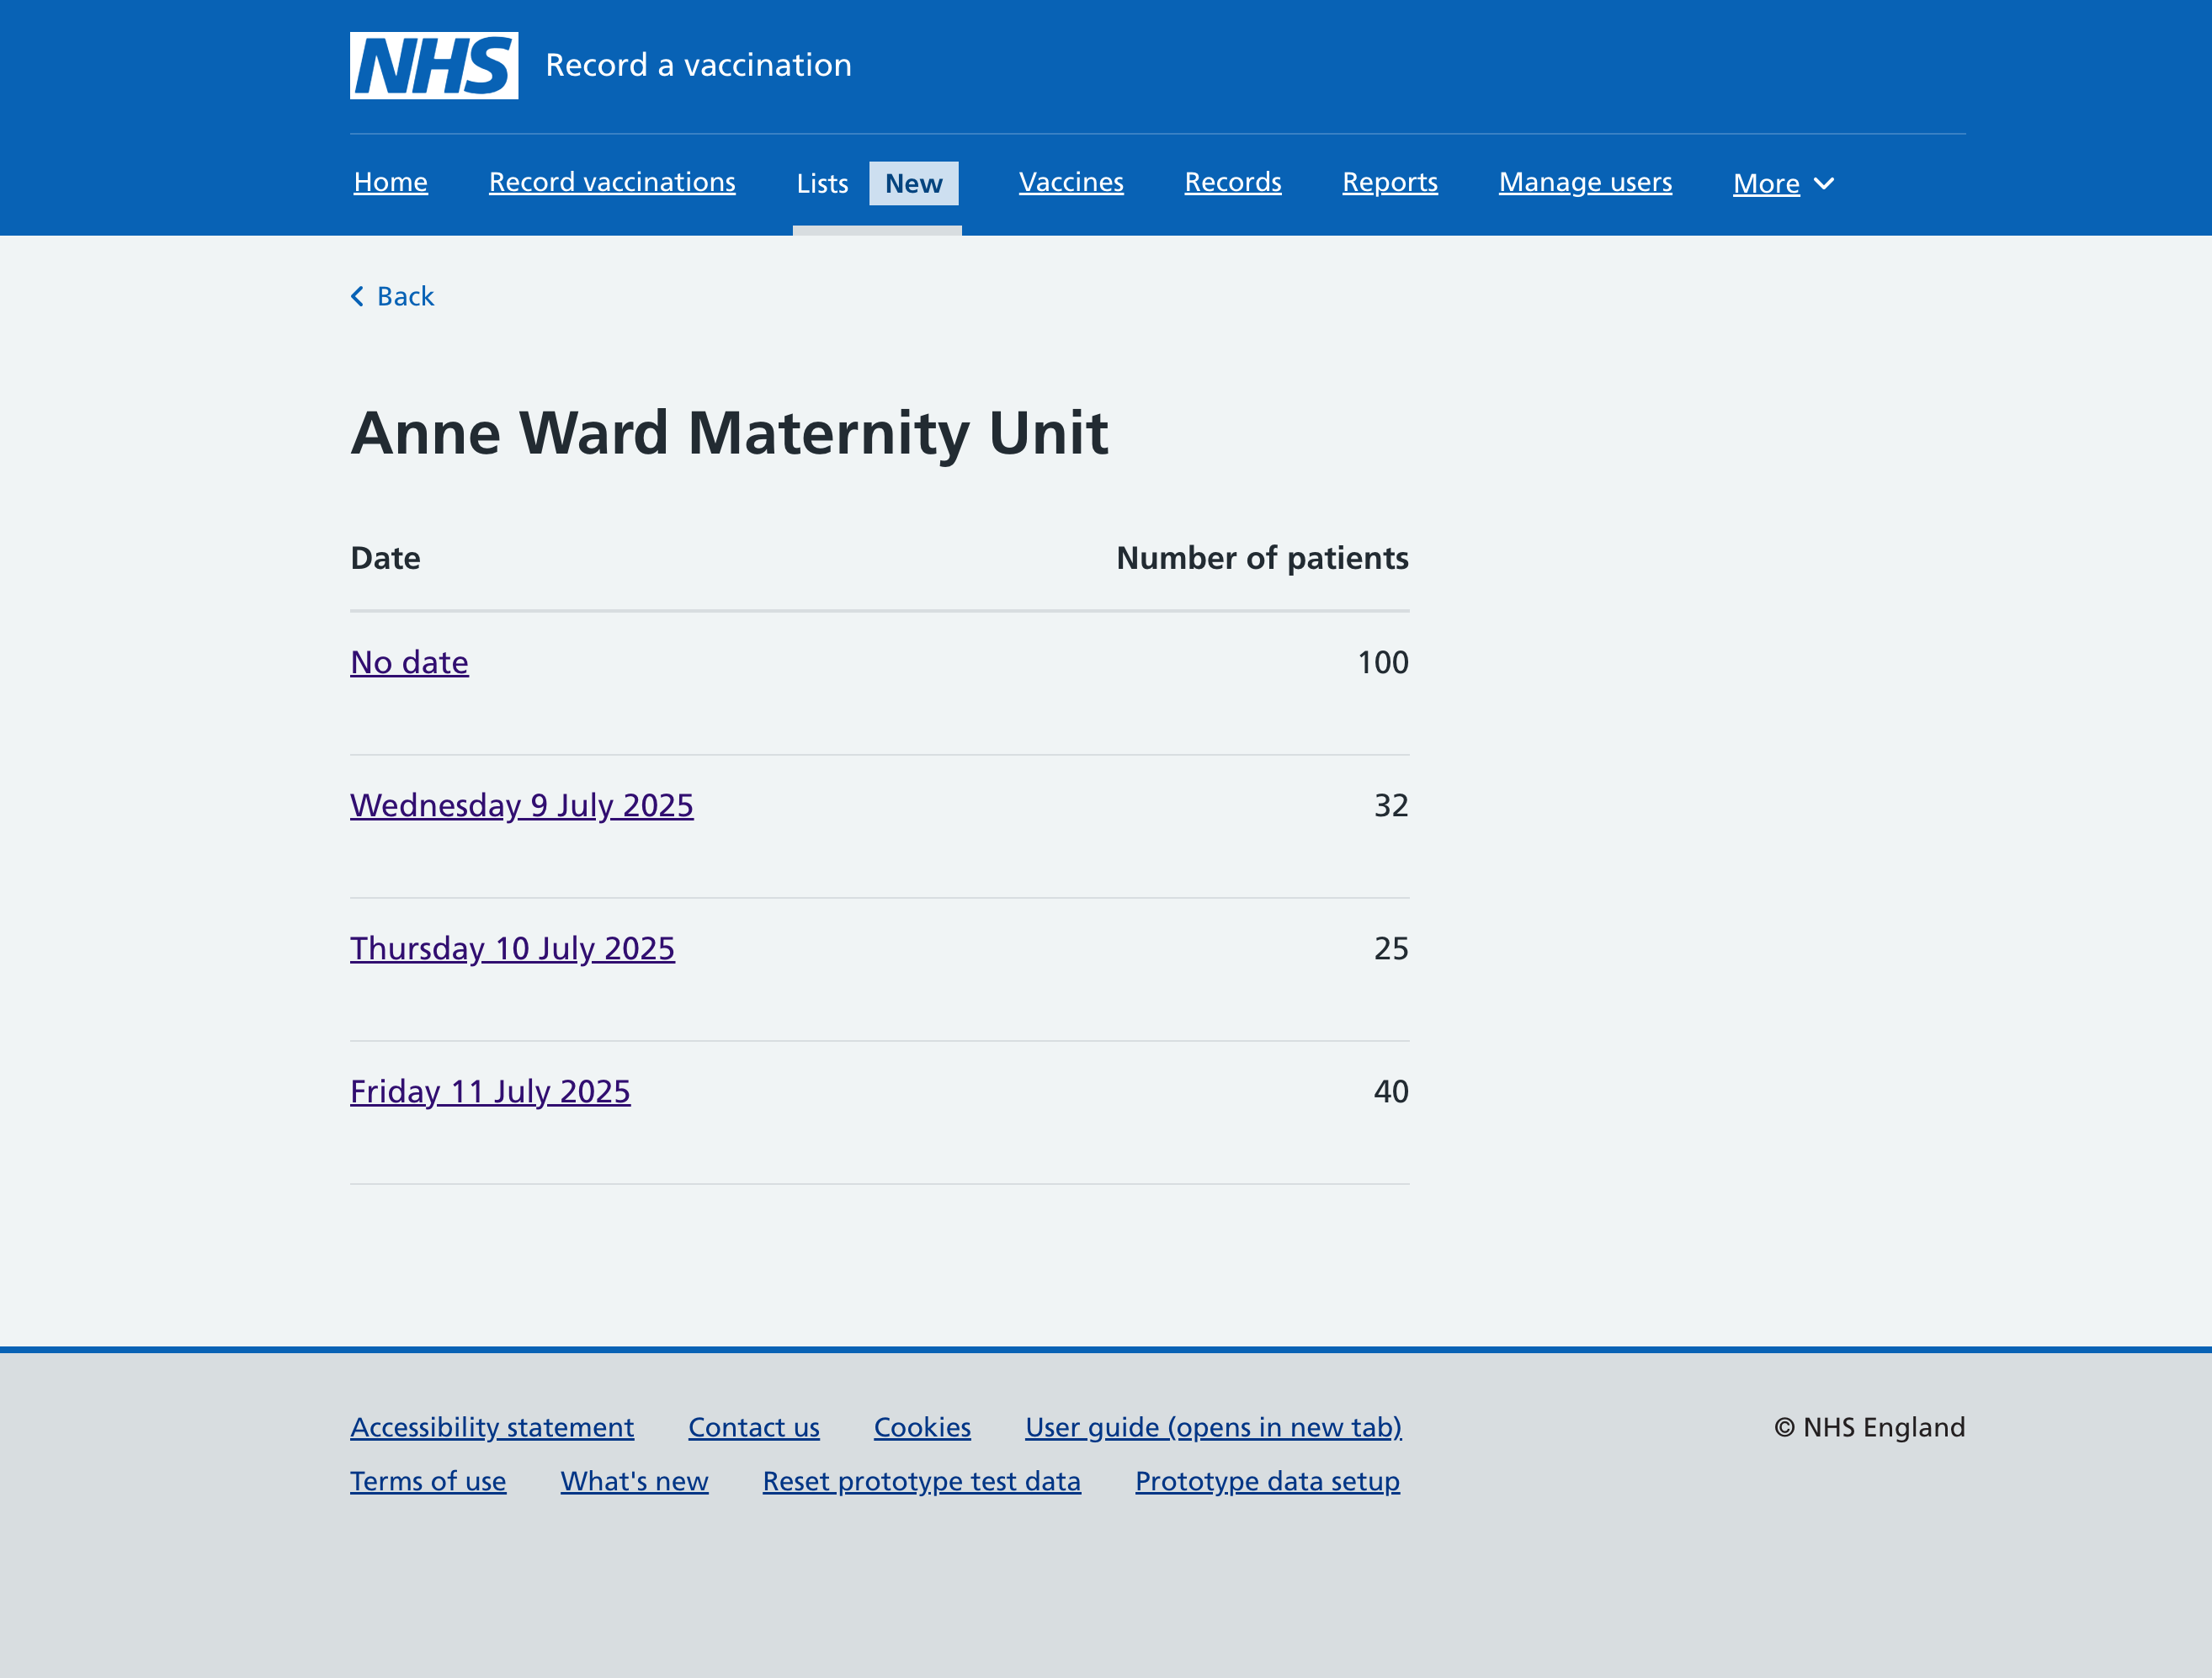 NHS Record a vaccination
Home Record vaccinations Lists New Vaccines Records Reports Manage users More
Back
Anne Ward Maternity Unit
Date Number of patients
No date 100
Wednesday 9 July 2025 32
Thursday 10 July 2025 25
Friday 11 July 2025 40
Accessibility statement Contact us Cookies User guide (opens in new tab) © NHS England
Terms of use What's new Reset prototype test data Prototype data setup